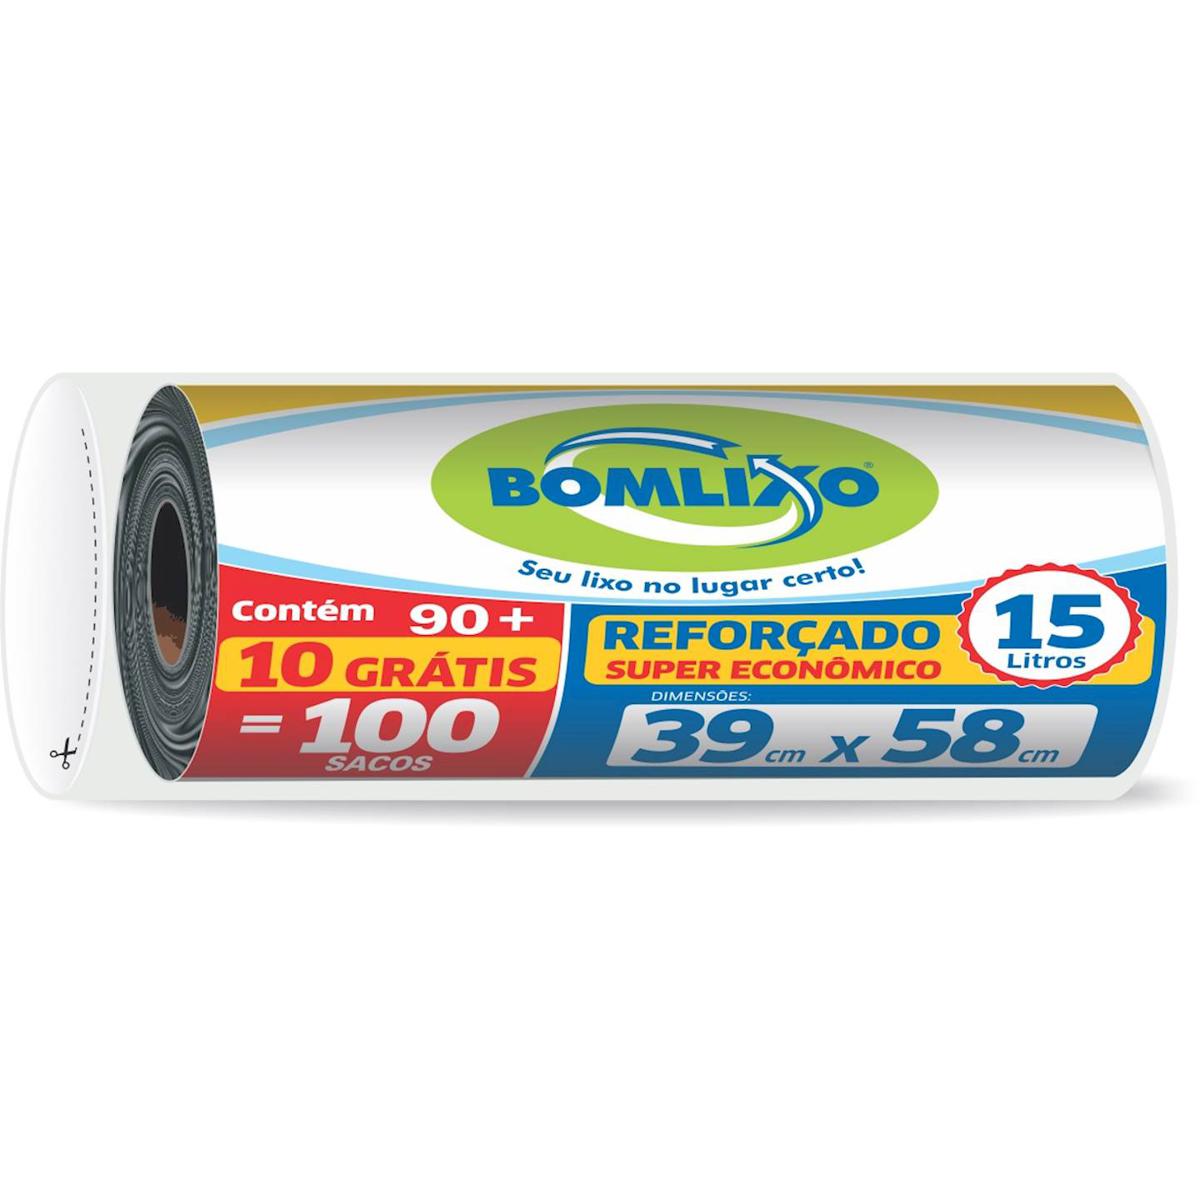 BOMLIXO®
Seu lixo no lugar certo!
Contém 90+
10 GRÁTIS
= 100
SACOS
REFORÇADO
SUPER ECONÔMICO
15
Litros
DIMENSÕES:
39cm x 58cm